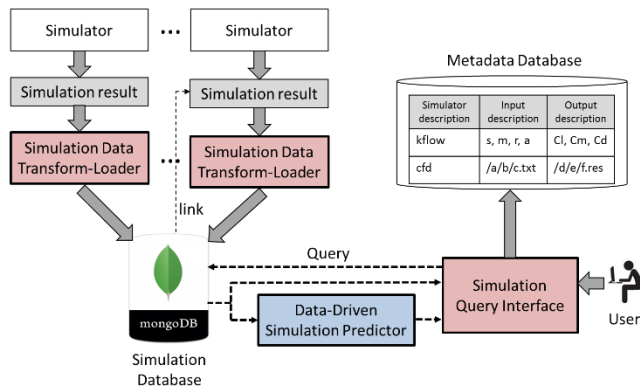 Simulator
...
Simulator
Metadata Database
Simulation result
Simulation result
Simulator description
Input description
Output description
kflow
s, m, r, a
Cl, Cm, Cd
cfd
/a/b/c.txt
/d/e/f.res
Simulation Data
Transform-Loader
...
Simulation Data
Transform-Loader
link
Query
mongoDB
Simulation
Database
Data-Driven
Simulation Predictor
Simulation
Query Interface
User